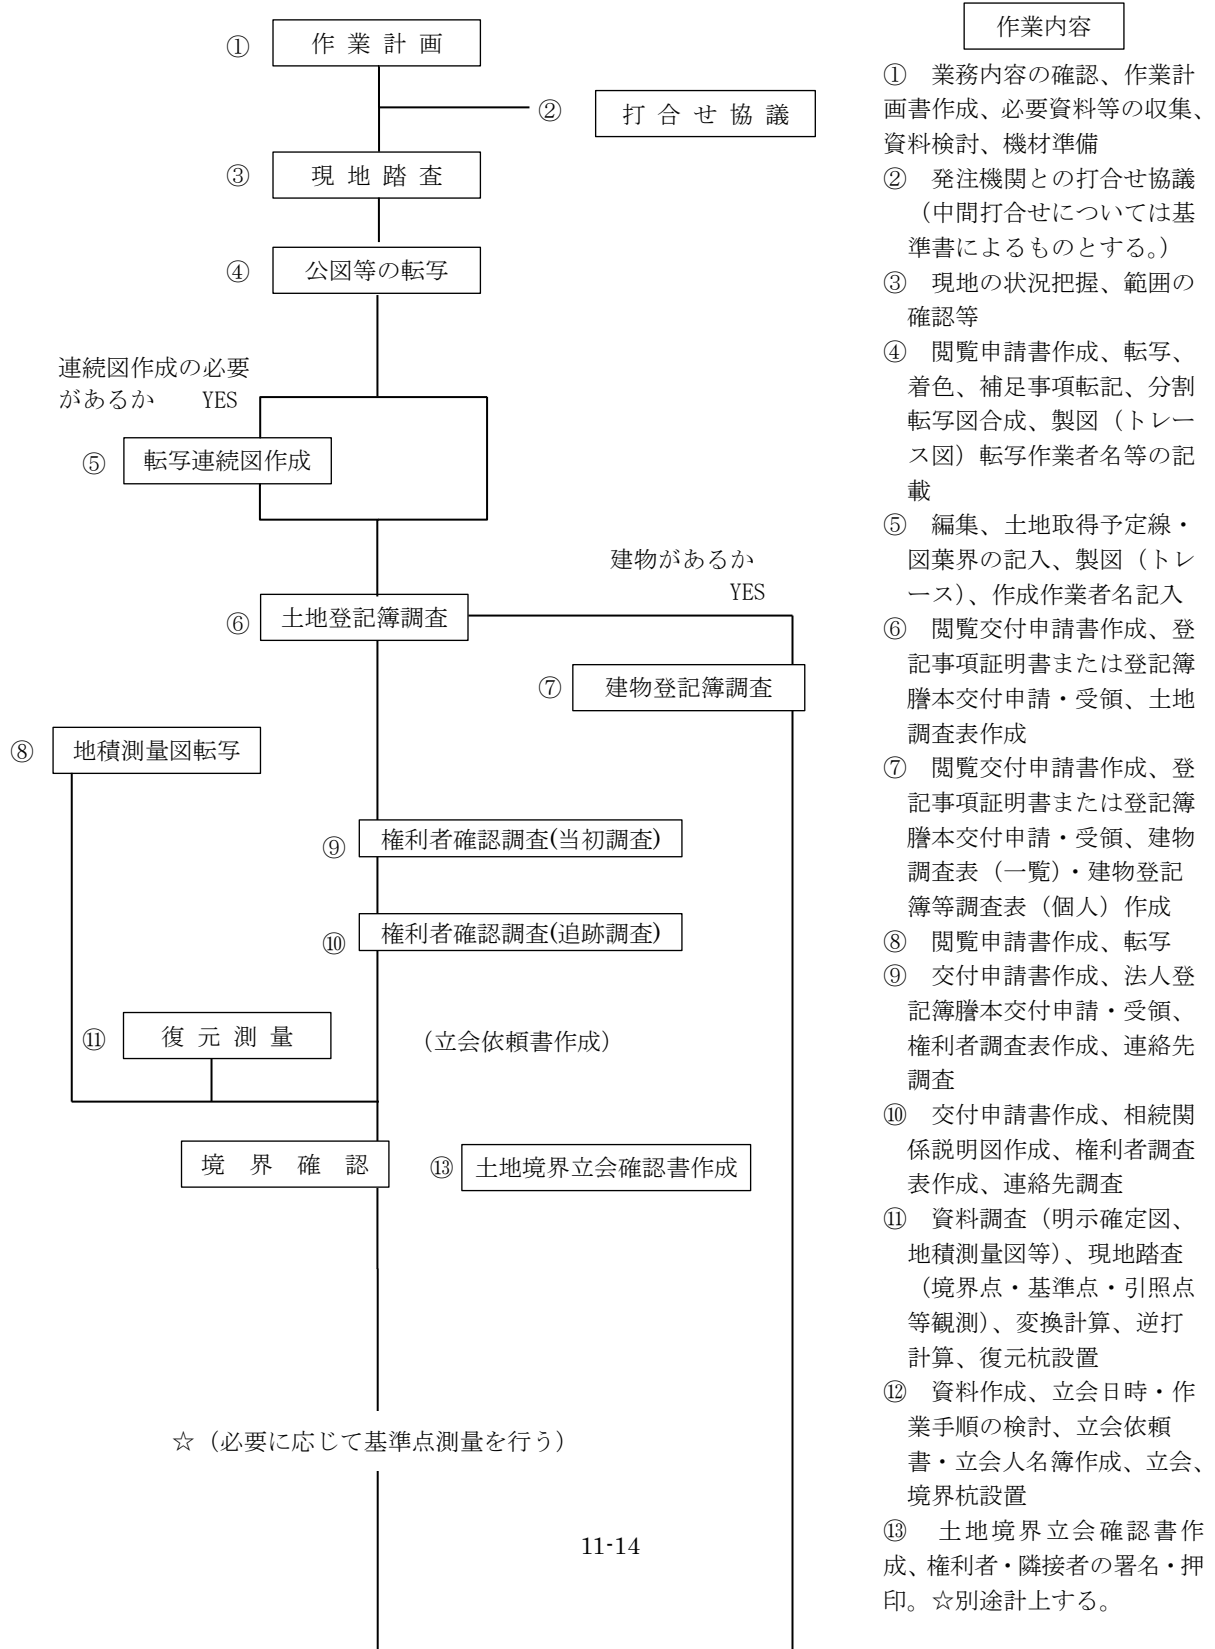 ① 作業計画
② 打合せ協議
③ 現地踏査
④ 公図等の転写
連続図作成の必要
があるか　YES
⑤ 転写連続図作成
建物があるか
YES
⑥ 土地登記簿調査
⑦ 建物登記簿調査
⑧ 地積測量図転写
⑨ 権利者確認調査(当初調査)
⑩ 権利者確認調査(追跡調査)
⑪ 復元測量 （立会依頼書作成）
境界確認 ⑬ 土地境界立会確認書作成
☆（必要に応じて基準点測量を行う）
作業内容
①　業務内容の確認、作業計
画書作成、必要資料等の収集、
資料検討、機材準備
②　発注機関との打合せ協議
（中間打合せについては基
準書によるものとする。）
③　現地の状況把握、範囲の
確認等
④　閲覧申請書作成、転写、
着色、補足事項転記、分割
転写図合成、製図（トレー
ス図）転写作業者名等の記
載
⑤　編集、土地取得予定線・
図葉界の記入、製図（トレ
ース）、作成作業者名記入
⑥　閲覧交付申請書作成、登
記事項証明書または登記簿
謄本交付申請・受領、土地
調査表作成
⑦　閲覧交付申請書作成、登
記事項証明書または登記簿
謄本交付申請・受領、建物
調査表（一覧）・建物登記
簿等調査表（個人）作成
⑧　閲覧申請書作成、転写
⑨　交付申請書作成、法人登
記簿謄本交付申請・受領、
権利者調査表作成、連絡先
調査
⑩　交付申請書作成、相続関
係説明図作成、権利者調査
表作成、連絡先調査
⑪　資料調査（明示確定図、
地積測量図等）、現地踏査
（境界点・基準点・引照点
等観測）、変換計算、逆打
計算、復元杭設置
⑫　資料作成、立会日時・作
業手順の検討、立会依頼
書・立会人名簿作成、立会、
境界杭設置
⑬　土地境界立会確認書作
成、権利者・隣接者の署名・押
印。☆別途計上する。
11-14